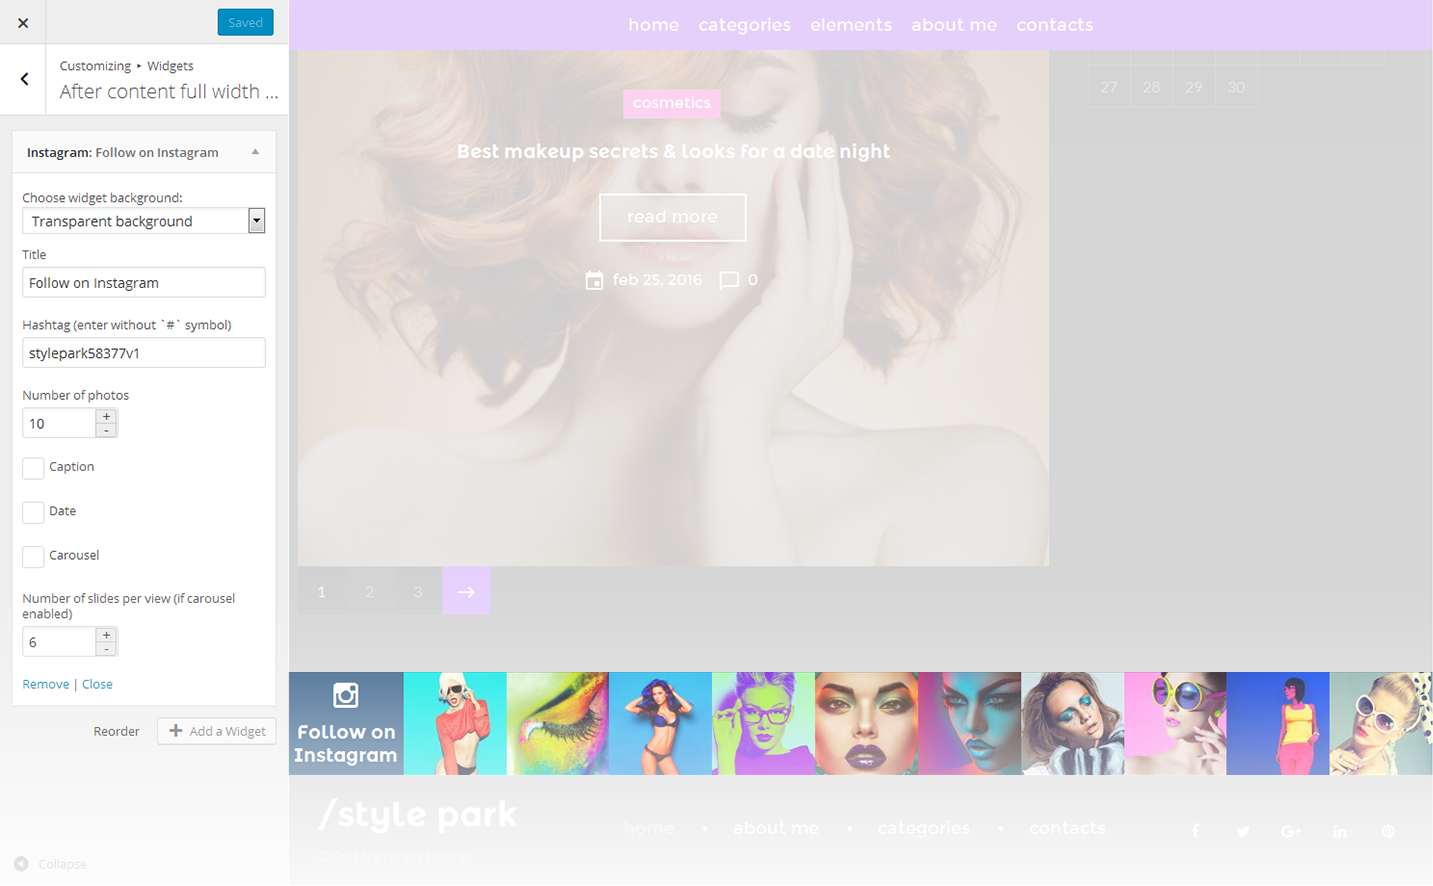 Saved
Customizing ▸ Widgets
After content full width ...
Instagram: Follow on Instagram
Choose widget background:
Transparent background
Title
Follow on Instagram
Hashtag (enter without `#` symbol)
stylepark58377v1
Number of photos
10
+
-
Caption
Date
Carousel
Number of slides per view (if carousel
enabled)
6
+
-
Remove | Close
Reorder
+ Add a Widget
Collapse
home categories elements about me contacts
27 28 29 30
cosmetics
Best makeup secrets & looks for a date night
read more
feb 25, 2016 0
1 2 3 →
Follow on
Instagram
/style park
home • about me • categories • contacts
© 2016 Privacy Policy